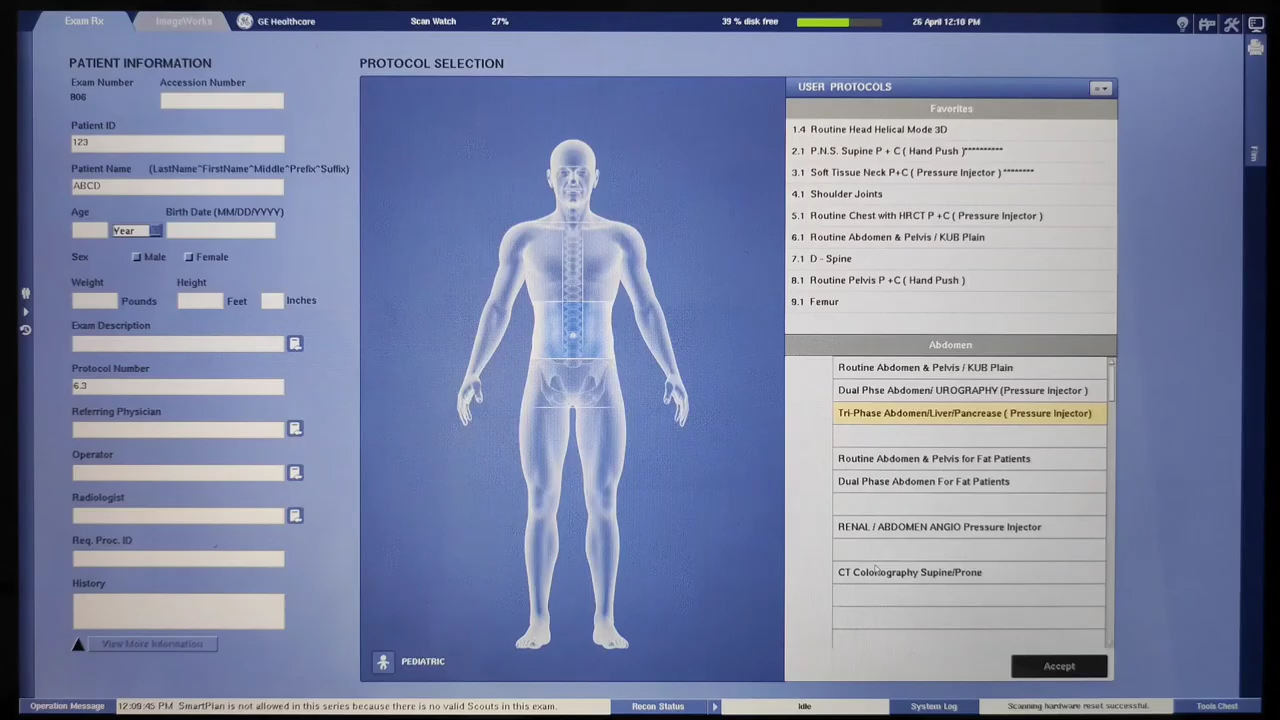 Exam Rx
ImageWorks
GE Healthcare
Scan Watch
27%
39 % disk free
26 April 12:10 PM
PATIENT INFORMATION
Exam Number
Accession Number
806
Patient ID
123
Patient Name
(LastName^FirstName^Middle^Prefix^Suffix)
ABCD
Age
Birth Date (MM/DD/YYYY)
Year
Sex
Male
Female
Weight
Height
Pounds
Feet
Inches
Exam Description
Protocol Number
6.3
Referring Physician
Operator
Radiologist
Req. Proc. ID
History
View More Information
PROTOCOL SELECTION
PEDIATRIC
USER PROTOCOLS
Favorites
1.4 Routine Head Helical Mode 3D
2.1 P.N.S. Supine P + C ( Hand Push )*********
3.1 Soft Tissue Neck P+C ( Pressure Injector ) *******
4.1 Shoulder Joints
5.1 Routine Chest with HRCT P +C ( Pressure Injector )
6.1 Routine Abdomen & Pelvis / KUB Plain
7.1 D - Spine
8.1 Routine Pelvis P +C ( Hand Push )
9.1 Femur
Abdomen
Routine Abdomen & Pelvis / KUB Plain
Dual Phse Abdomen/ UROGRAPHY (Pressure Injector )
Tri-Phase Abdomen/Liver/Pancrease ( Pressure Injector)
Routine Abdomen & Pelvis for Fat Patients
Dual Phase Abdomen For Fat Patients
RENAL / ABDOMEN ANGIO Pressure Injector
CT Colonography Supine/Prone
Accept
Film
Operation Message
12:09:45 PM SmartPlan is not allowed in this series because there is no valid Scouts in this exam.
Recon Status
Idle
System Log
Scanning hardware reset successful.
Tools Chest